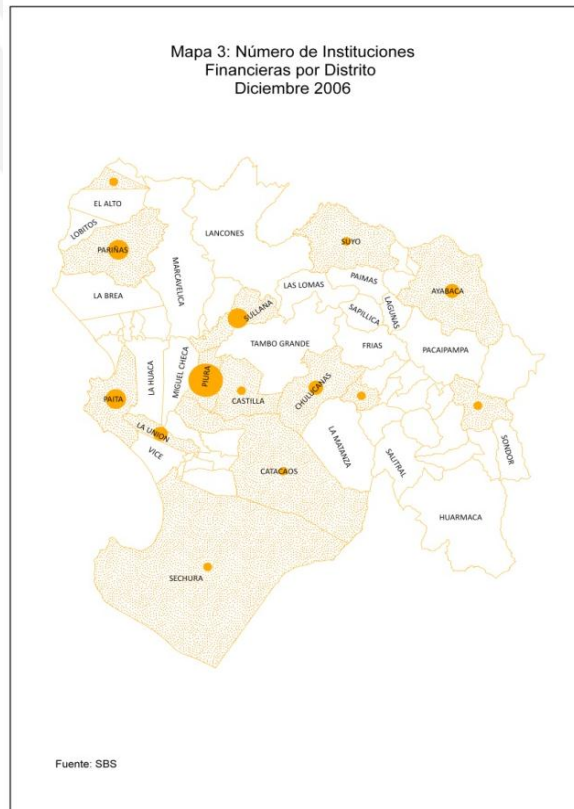 Mapa 3: Número de Instituciones
Financieras por Distrito
Diciembre 2006
EL ALTO
LOBITOS
PARIÑAS
LANCONES
SUYO
MARCAVELICA
LA BREA
LAS LOMAS
PAIMAS
AYABACA
SULLANA
SAPILLICA
LAGUNAS
TAMBO GRANDE
FRIAS
PACAIPAMPA
LA HUACA
MIGUEL CHECA
PIURA
PAITA
CASTILLA
CHULUCANAS
LA UNION
VICE
LA MATANZA
SALITRAL
SONDOR
CATACAOS
HUARMACA
SECHURA
Fuente: SBS